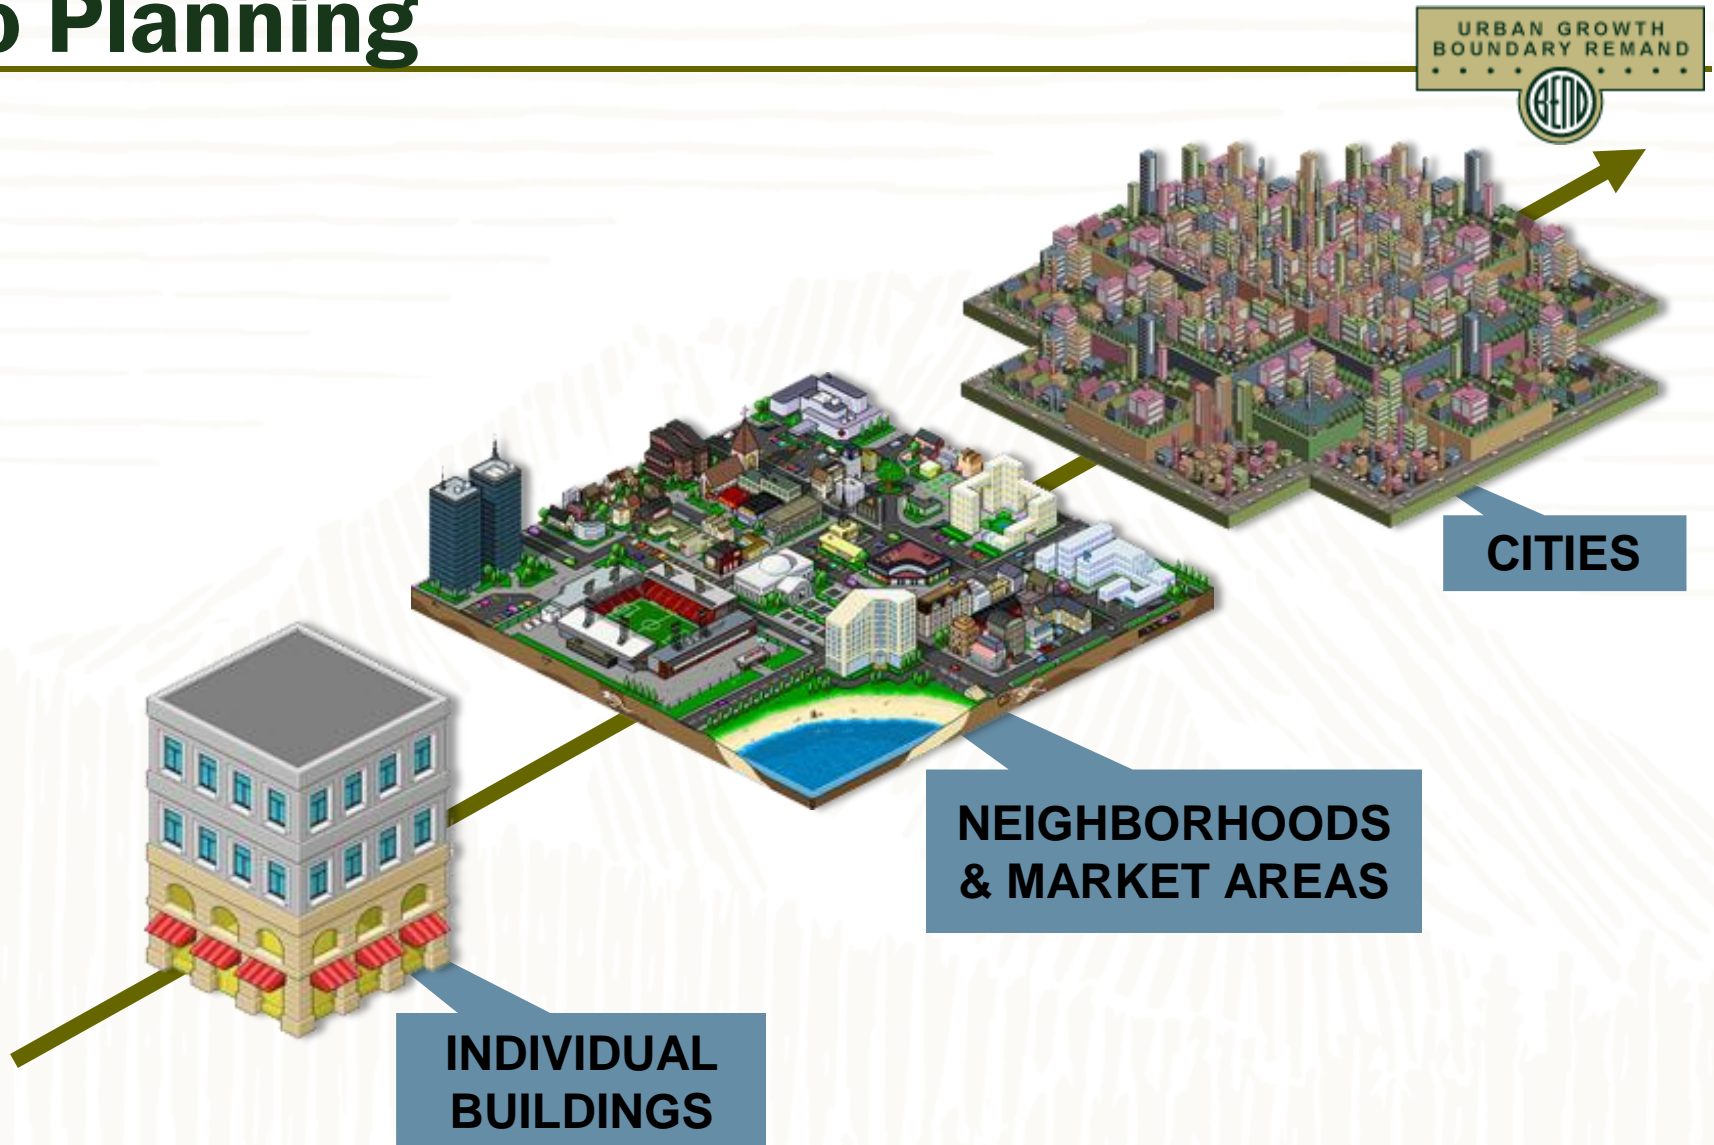 o Planning
URBAN GROWTH
BOUNDARY REMAND
BEND
CITIES
NEIGHBORHOODS
& MARKET AREAS
INDIVIDUAL
BUILDINGS